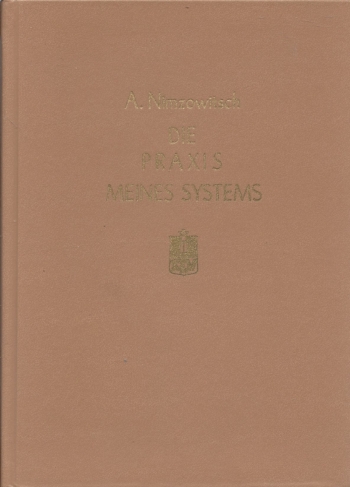 A. Nimzowitsch
DIE
PRAXIS
MEINES SYSTEMS